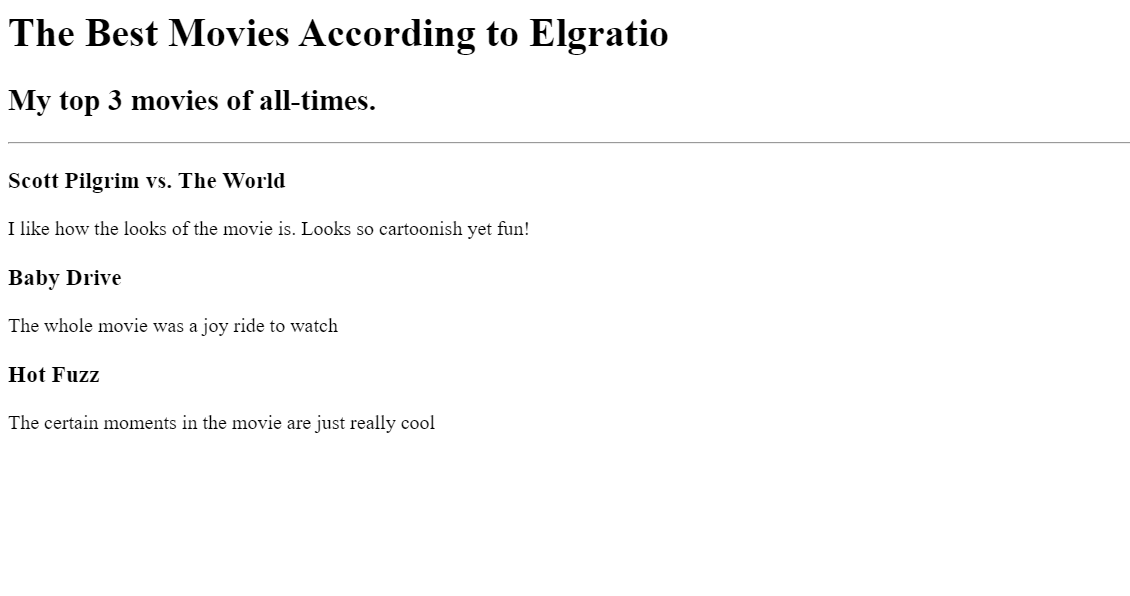 The Best Movies According to Elgratio
My top 3 movies of all-times.
Scott Pilgrim vs. The World
I like how the looks of the movie is. Looks so cartoonish yet fun!
Baby Drive
The whole movie was a joy ride to watch
Hot Fuzz
The certain moments in the movie are just really cool